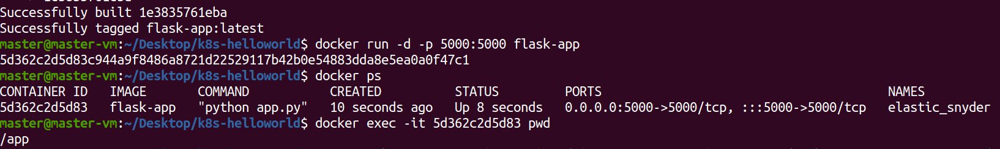 Successfully built 1e3835761eba
Successfully tagged flask-app:latest
master@master-vm:~/Desktop/k8s-helloworld$ docker run -d -p 5000:5000 flask-app
5d362c2d5d83c944a9f8486a8721d22529117b42b0e54883dda8e5ea0a0f47c1
master@master-vm:~/Desktop/k8s-helloworld$ docker ps
CONTAINER ID   IMAGE       COMMAND           CREATED          STATUS         PORTS                                       NAMES
5d362c2d5d83   flask-app   "python app.py"   10 seconds ago   Up 8 seconds   0.0.0.0:5000->5000/tcp, :::5000->5000/tcp   elastic_snyder
master@master-vm:~/Desktop/k8s-helloworld$ docker exec -it 5d362c2d5d83 pwd
/app